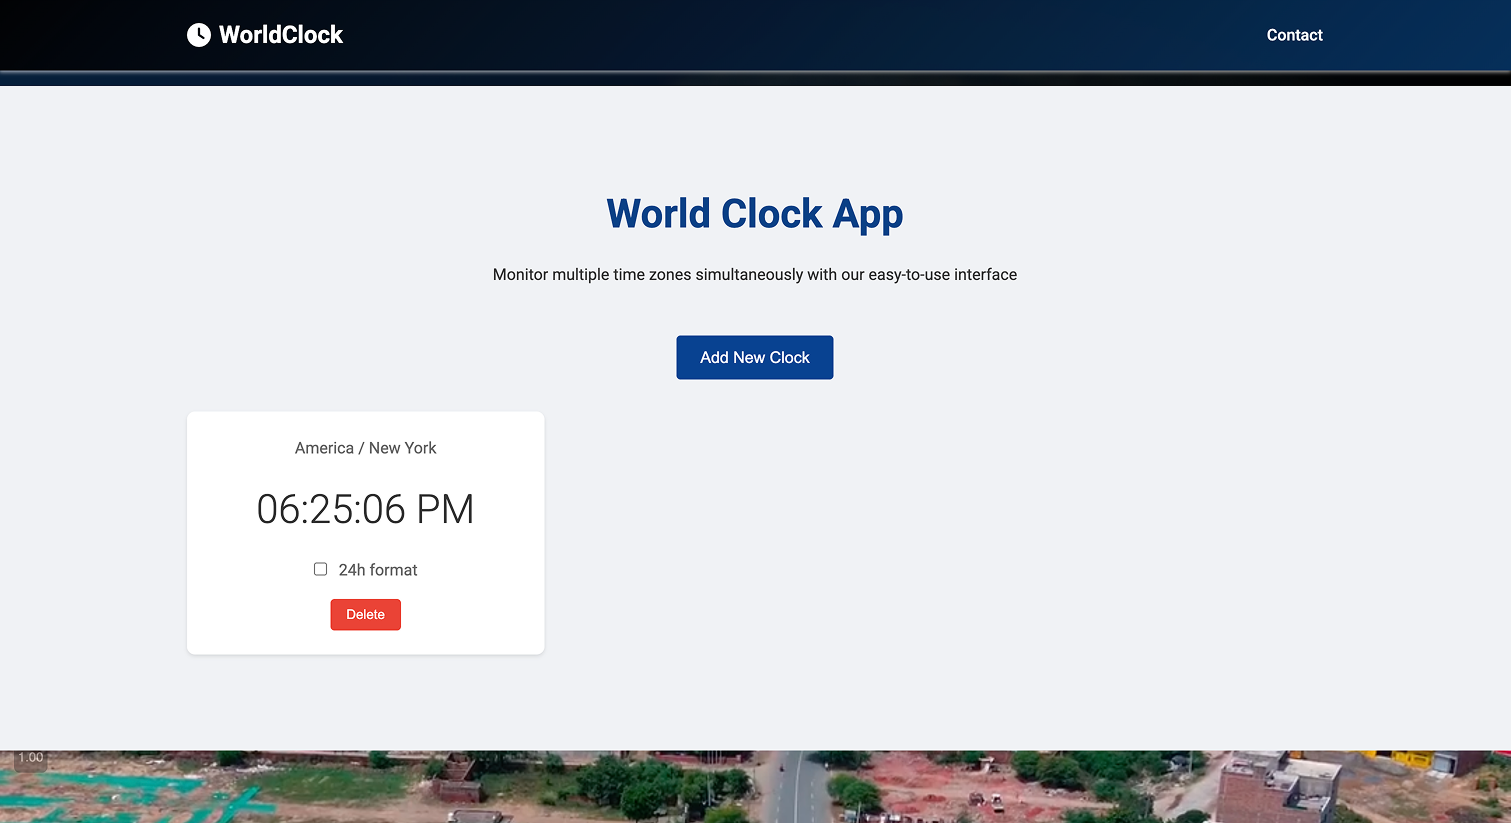 WorldClock
Contact
World Clock App
Monitor multiple time zones simultaneously with our easy-to-use interface
Add New Clock
America / New York
06:25:06 PM
24h format
Delete
1.00